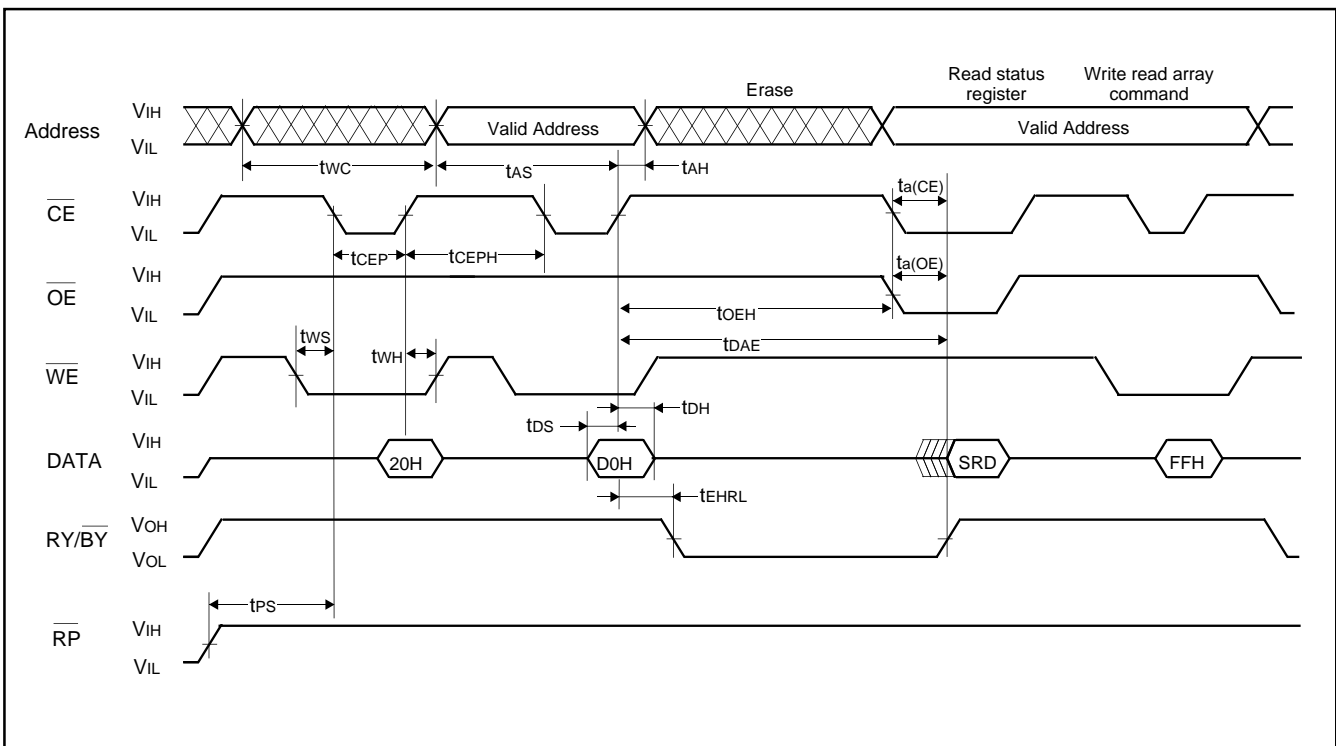 Read status Write read array
Erase register command
Address VIH Valid Address Valid Address
VIL
tWC tAS tAH
CE VIH ta(CE)
VIL
tCEP tCEPH
OE VIH ta(OE)
VIL
tOEH
tWS tDAE
WE VIH tWH
VIL
tDH
tDS
DATA VIH 20H D0H SRD FFH
VIL
tEHRL
RY/BY VOH
VOL
tPS
RP VIH
VIL